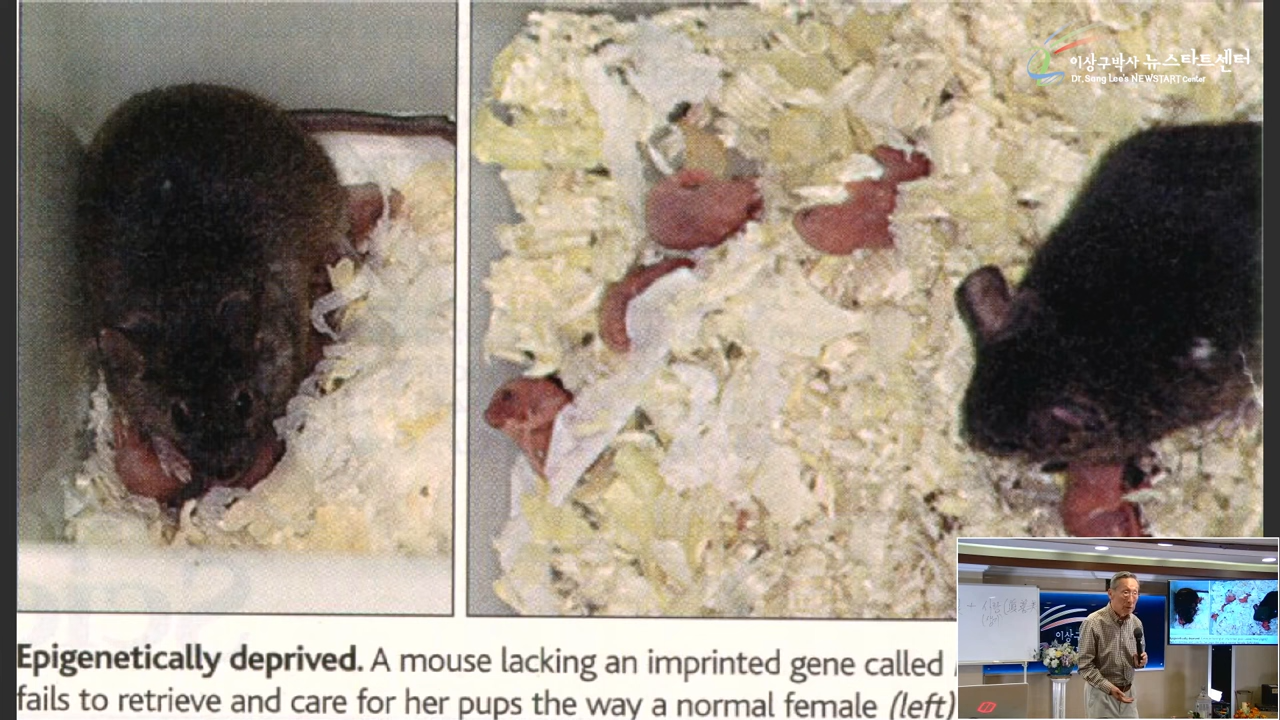 이상구박사 뉴스타트센터
Dr. Sang Lee's NEWSTART Center
Epigenetically deprived. A mouse lacking an imprinted gene called
fails to retrieve and care for her pups the way a normal female (left)